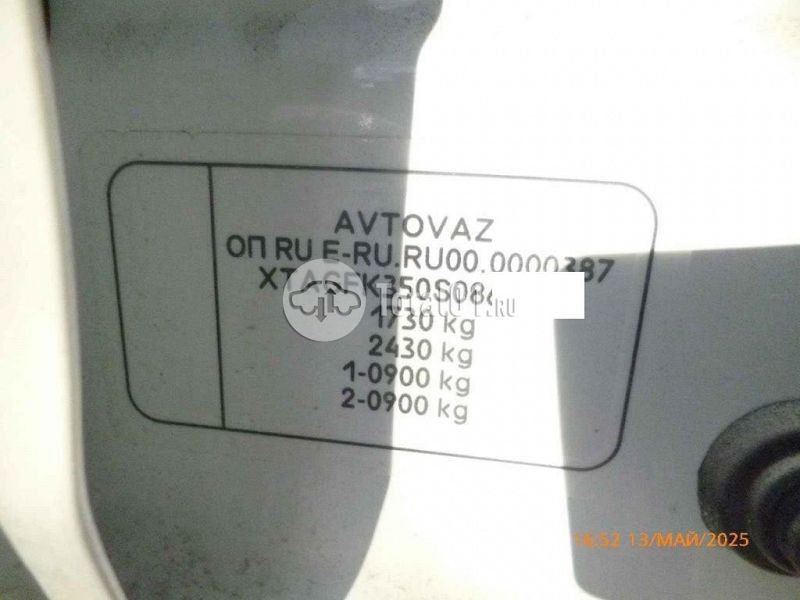 AVTOVAZ
ОП RU E-RU.RU00.0000387
1730 kg
2430 kg
1-0900 kg
2-0900 kg
16:52 13/МАЙ/2025